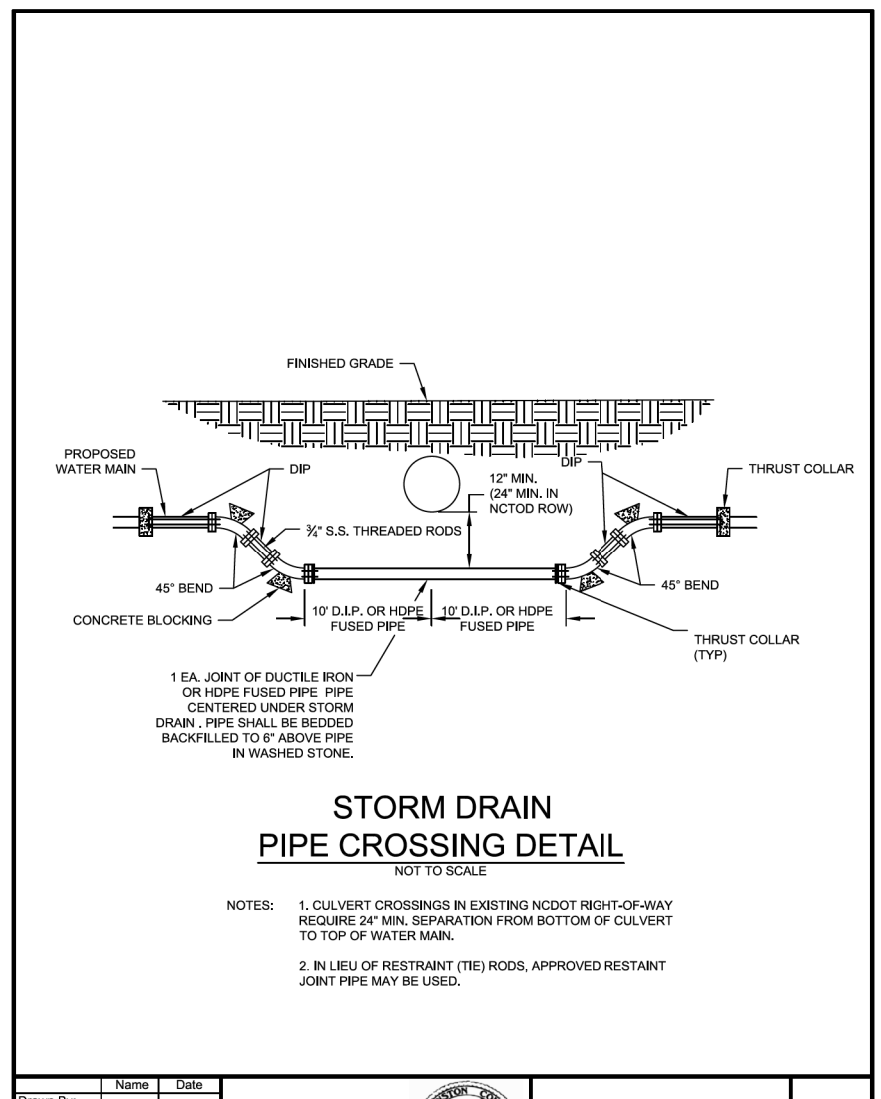 FINISHED GRADE
PROPOSED
WATER MAIN
DIP
DIP
THRUST COLLAR
12" MIN.
(24" MIN. IN
NCTOD ROW)
¾" S.S. THREADED RODS
45° BEND
45° BEND
CONCRETE BLOCKING
10' D.I.P. OR HDPE
FUSED PIPE
10' D.I.P. OR HDPE
FUSED PIPE
THRUST COLLAR
(TYP)
1 EA. JOINT OF DUCTILE IRON
OR HDPE FUSED PIPE PIPE
CENTERED UNDER STORM
DRAIN . PIPE SHALL BE BEDDED
BACKFILLED TO 6" ABOVE PIPE
IN WASHED STONE.
STORM DRAIN
PIPE CROSSING DETAIL
NOT TO SCALE
NOTES:
1. CULVERT CROSSINGS IN EXISTING NCDOT RIGHT-OF-WAY
REQUIRE 24" MIN. SEPARATION FROM BOTTOM OF CULVERT
TO TOP OF WATER MAIN.
2. IN LIEU OF RESTRAINT (TIE) RODS, APPROVED RESTAINT
JOINT PIPE MAY BE USED.
Name Date